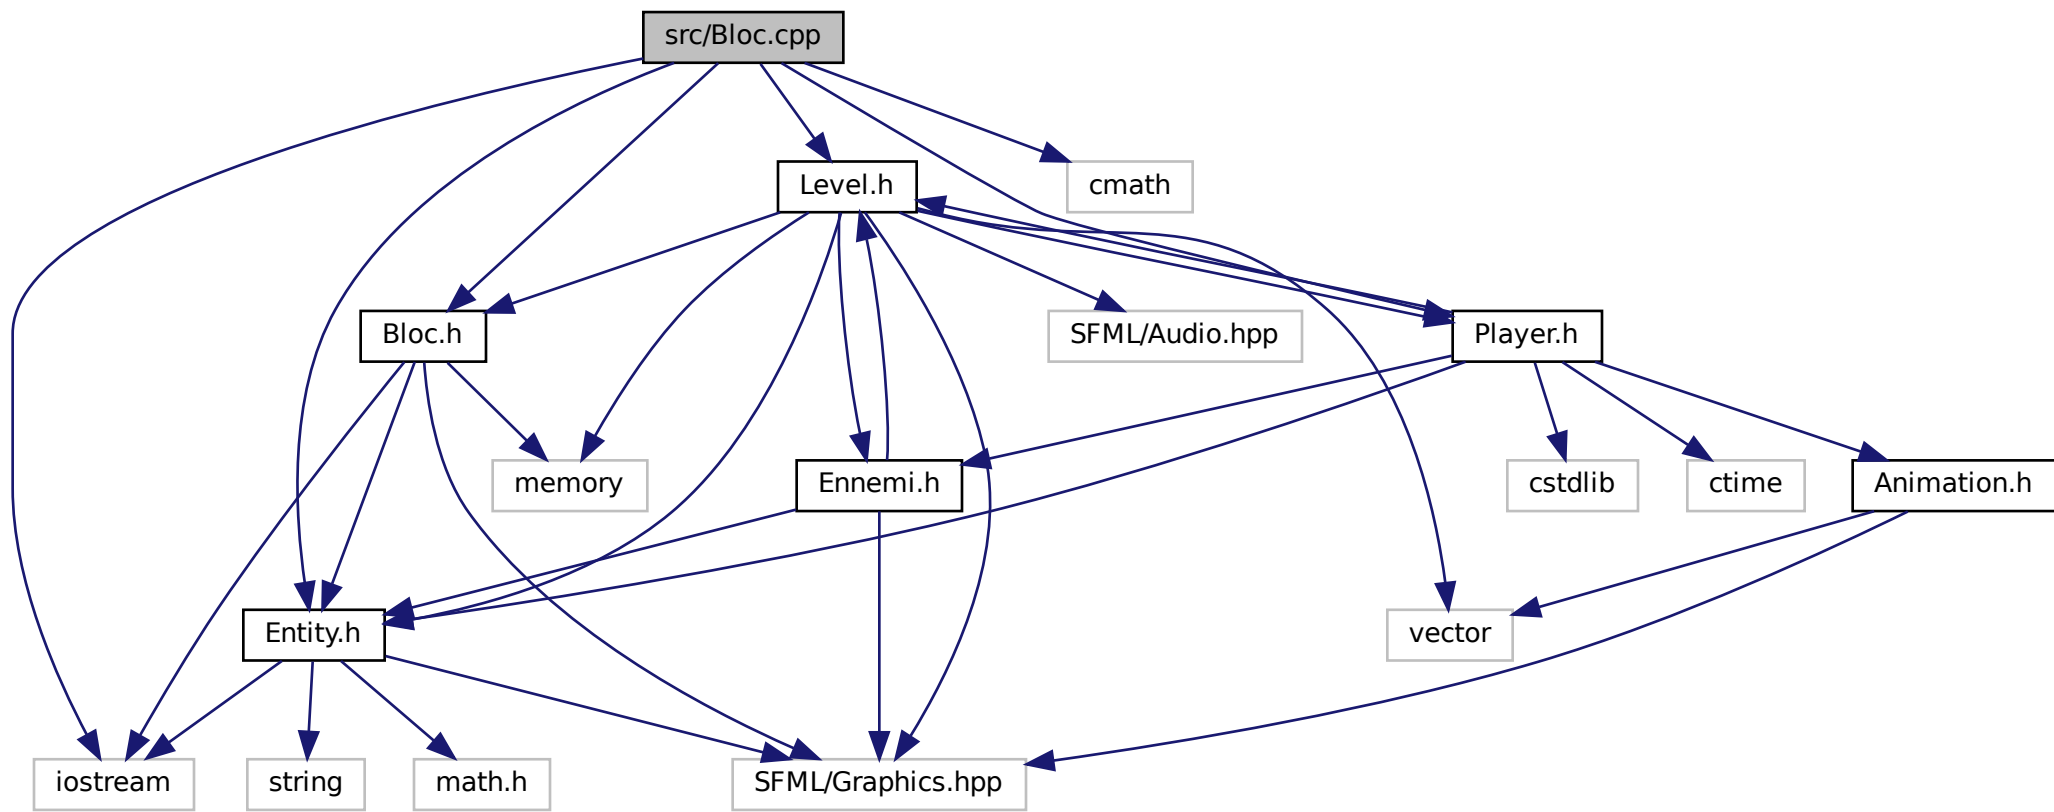 src/Bloc.cpp
Level.h
cmath
Bloc.h
SFML/Audio.hpp
Player.h
memory
Ennemi.h
cstdlib
ctime
Animation.h
Entity.h
vector
iostream
string
math.h
SFML/Graphics.hpp